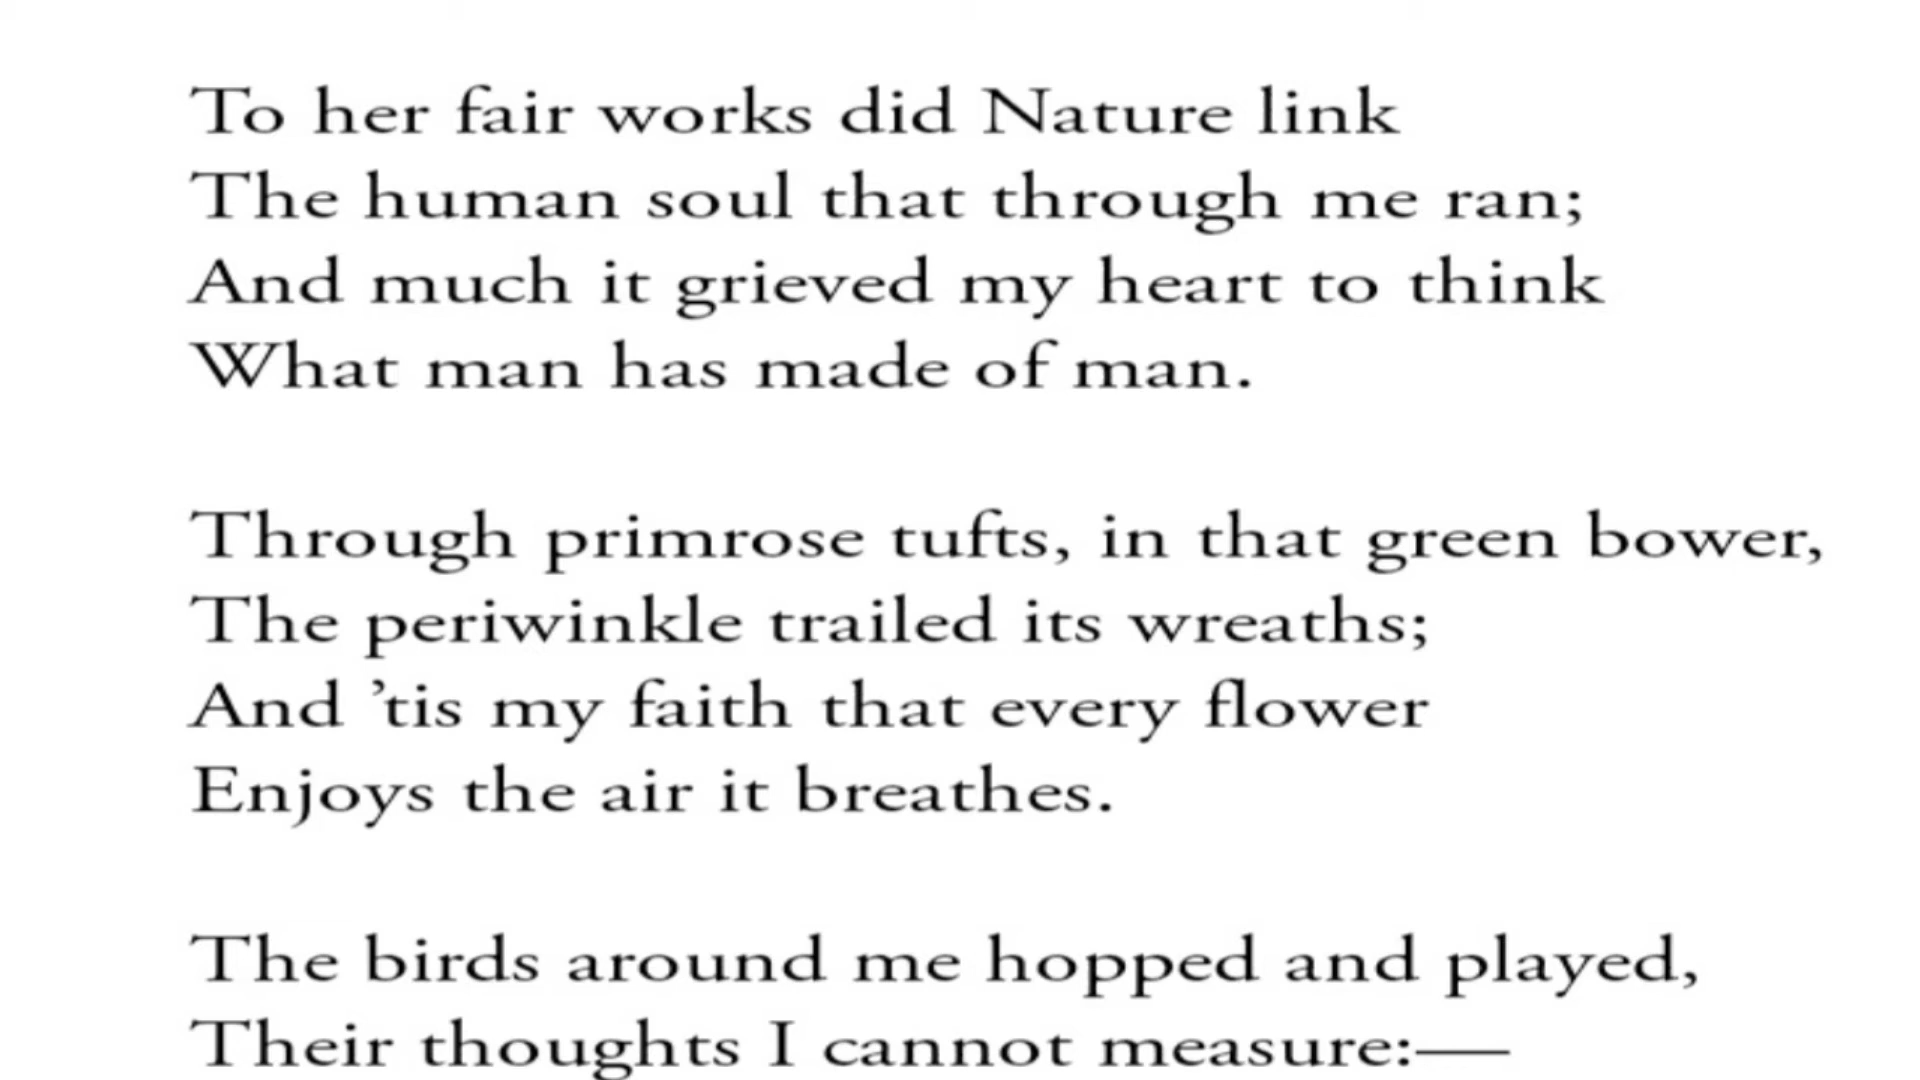 To her fair works did Nature link
The human soul that through me ran;
And much it grieved my heart to think
What man has made of man.
Through primrose tufts, in that green bower,
The periwinkle trailed its wreaths;
And ’tis my faith that every flower
Enjoys the air it breathes.
The birds around me hopped and played,
Their thoughts I cannot measure:—